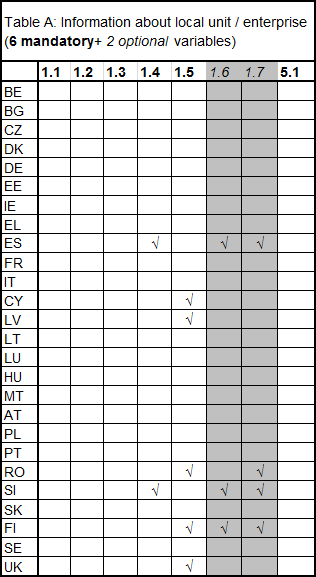 Table A: Information about local unit / enterprise
(6 mandatory+ 2 optional variables)
1.1 1.2 1.3 1.4 1.5 1.6 1.7 5.1
BE
BG
CZ
DK
DE
EE
IE
EL
ES √ √ √
FR
IT
CY √
LV √
LT
LU
HU
MT
AT
PL
PT
RO √ √
SI √ √ √
SK
FI √ √ √
SE
UK √